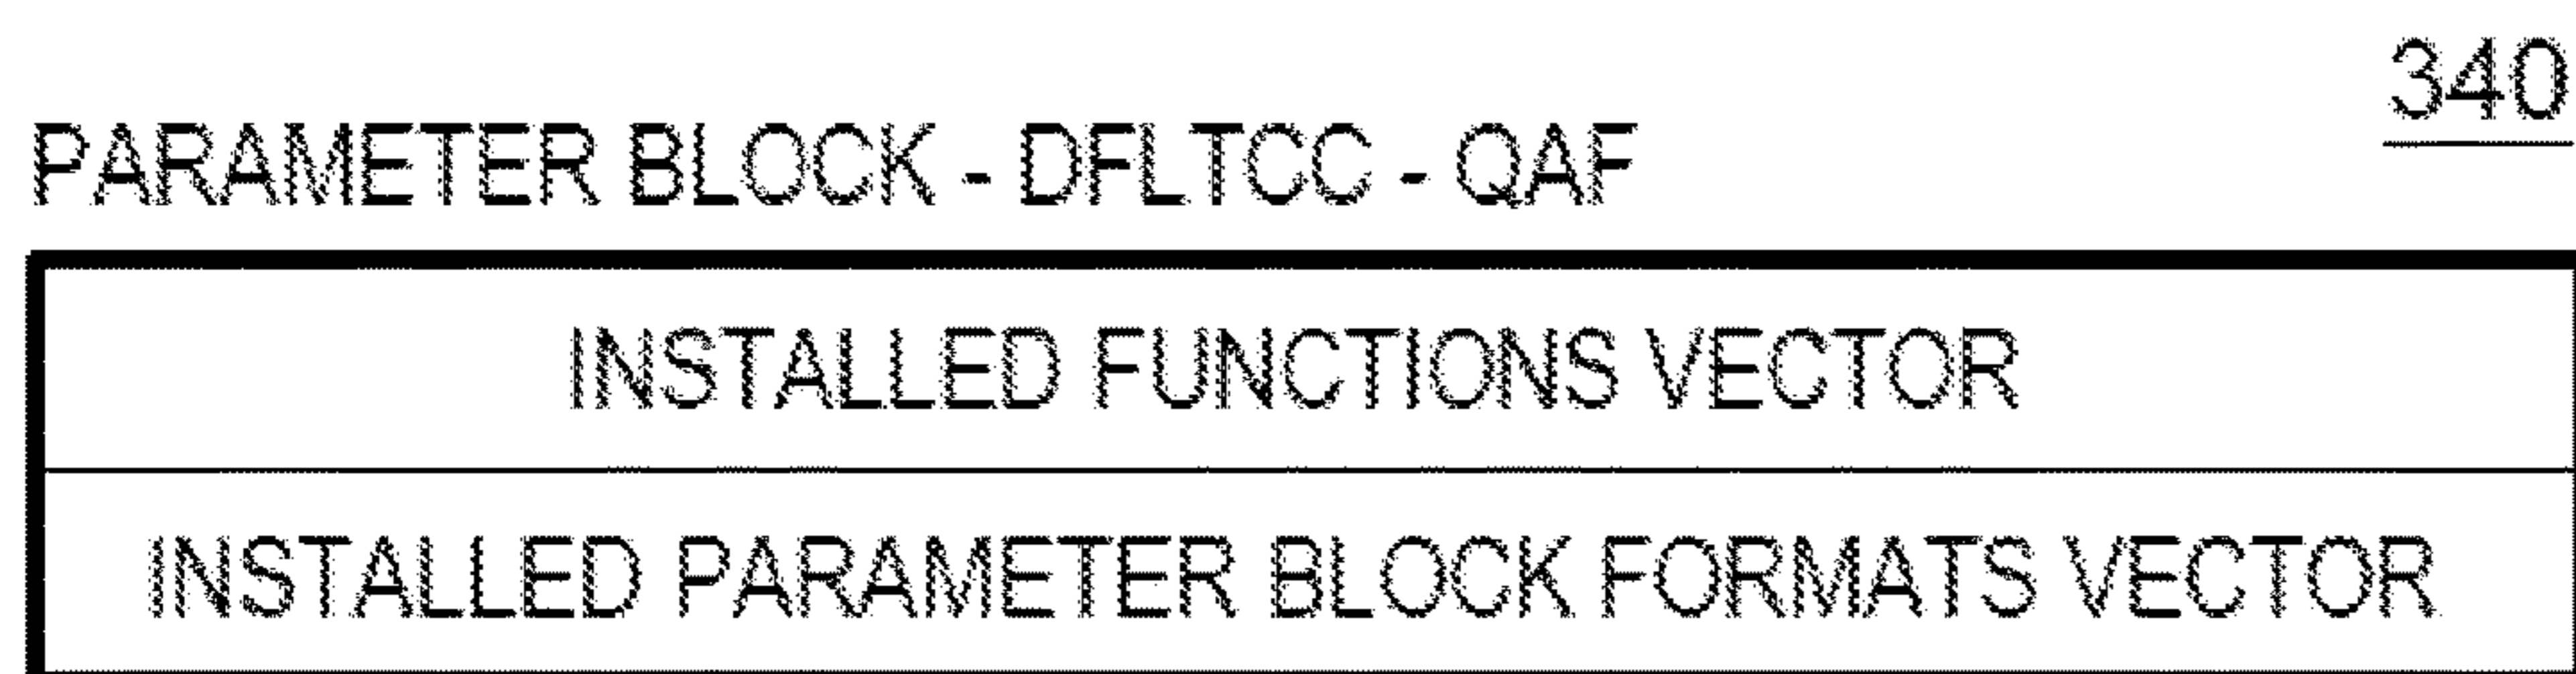 340
PARAMETER BLOCK - DFLTCC - QAF
INSTALLED FUNCTIONS VECTOR
INSTALLED PARAMETER BLOCK FORMATS VECTOR